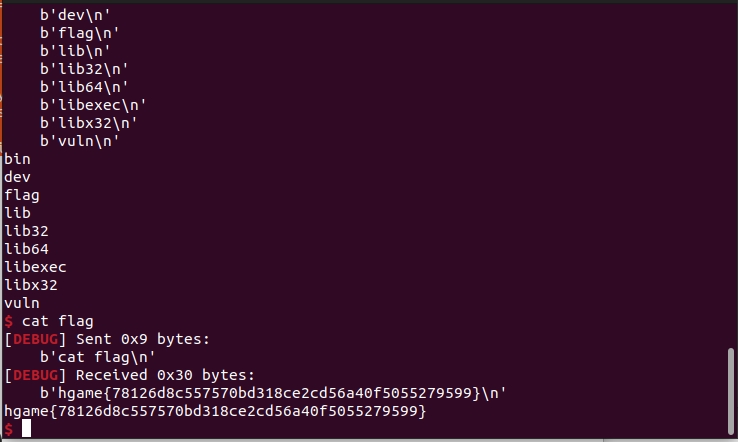 b'dev\n'
b'flag\n'
b'lib\n'
b'lib32\n'
b'lib64\n'
b'libexec\n'
b'libx32\n'
b'vuln\n'
bin
dev
flag
lib
lib32
lib64
libexec
libx32
vuln
$ cat flag
[DEBUG] Sent 0x9 bytes:
b'cat flag\n'
[DEBUG] Received 0x30 bytes:
b'hgame{78126d8c557570bd318ce2cd56a40f5055279599}\n'
hgame{78126d8c557570bd318ce2cd56a40f5055279599}
$